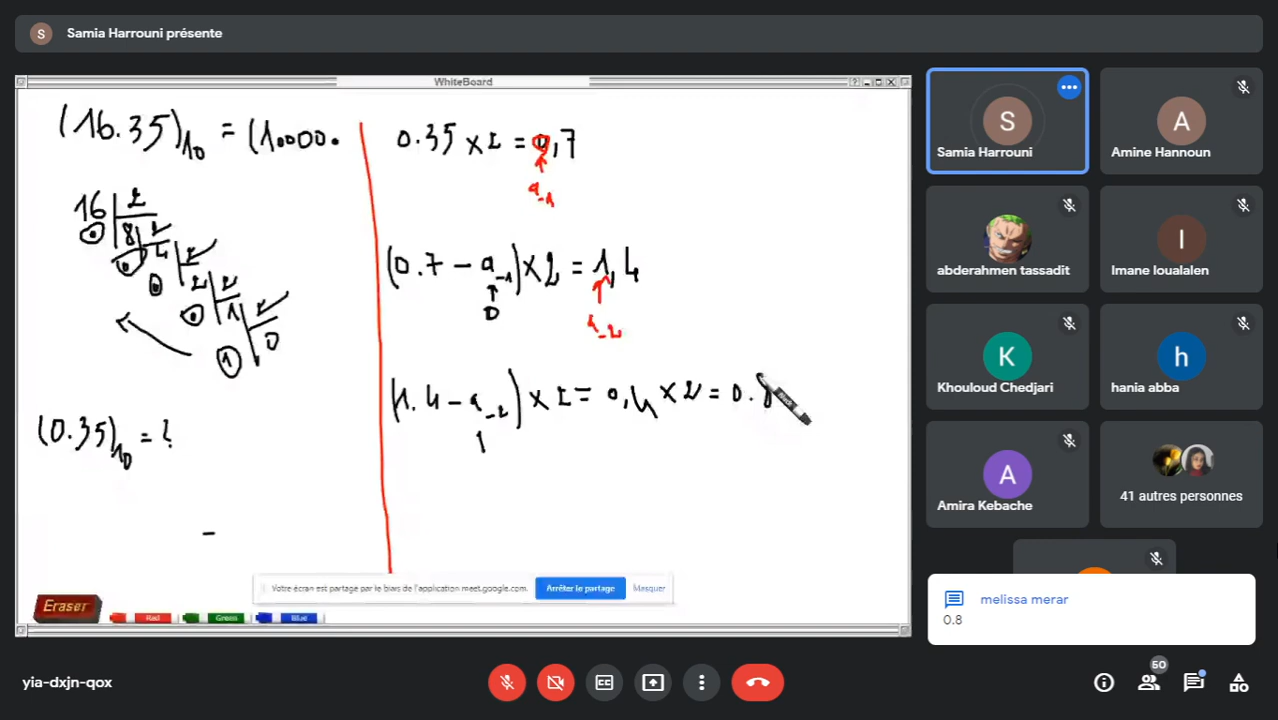 Samia Harrouni présente
WhiteBoard
(16.35)₁₀ = (10000.
16 | 2
8 | 2
0
4 | 2
0
2 | 2
0
1 | 2
0
1
0
(0.35)₁₀ = ?
-
0.35 x 2 = 0,7
a₋₁
(0.7 - a₋₁) x 2 = 1,4
0
a₋₂
(1.4 - a₋₂) x 2 = 0,4 x 2 = 0.8
1
Votre écran est partagé par le biais de l'application meet.google.com.
Arrêter le partage
Masquer
Eraser
Red
Green
Blue
S
Samia Harrouni
A
Amine Hannoun
abderahmen tassadit
I
Imane loualalen
K
Khouloud Chedjari
h
hania abba
A
Amira Kebache
41 autres personnes
melissa merar
0.8
yia-dxjn-qox
CC
60